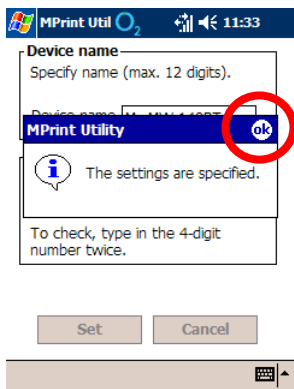 MPrint Util O2 11:33
Device name
Specify name (max. 12 digits).
MPrint Utility ok
The settings are specified.
To check, type in the 4-digit
number twice.
Set Cancel